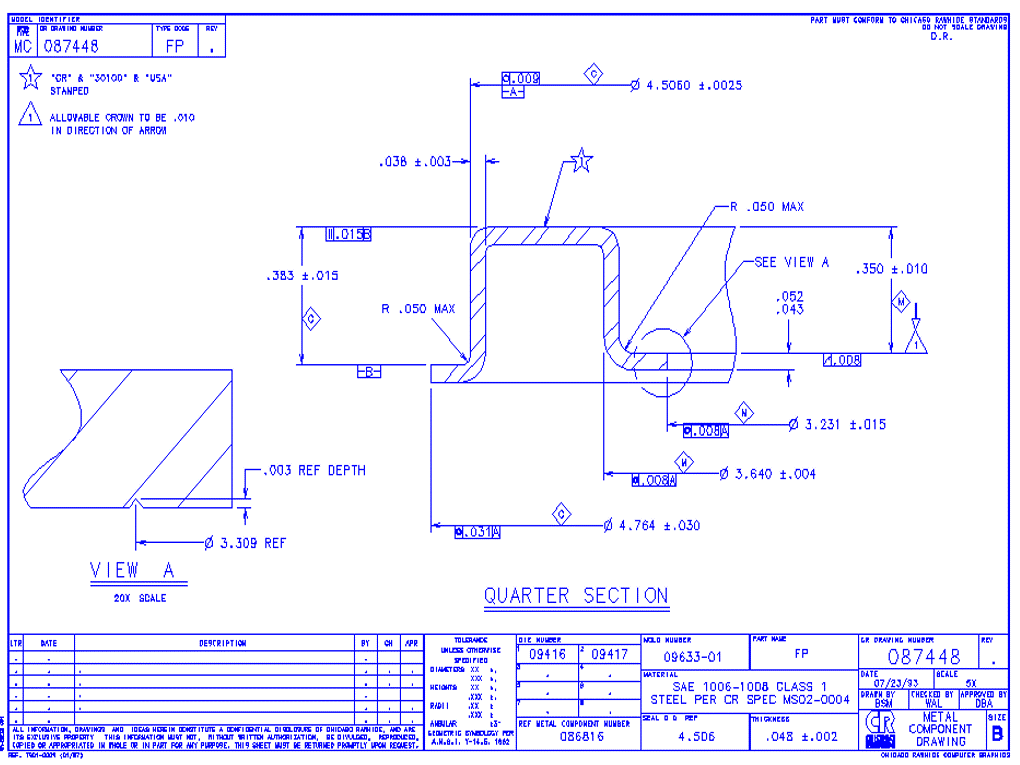 MODEL IDENTIFIER
CR DRAWING NUMBER
TYPE CODE
REV
MC 087448 FP .
PART MUST CONFORM TO CHICAGO RAWHIDE STANDARDS
DO NOT SCALE DRAWING
D.R.
1 "CR" & "30100" & "USA"
STAMPED
1 ALLOWABLE CROWN TO BE .010
IN DIRECTION OF ARROW
.009
-A-
C
Ø 4.5060 ±.0025
.038 ±.003
1
R .050 MAX
.015 B
SEE VIEW A
.383 ±.015
.350 ±.010
R .050 MAX
.052
.043
C
M
1
-B-
.008
N
.008 A
Ø 3.231 ±.015
.003 REF DEPTH
.008 A
Ø 3.640 ±.004
C
.031 A
Ø 4.764 ±.030
Ø 3.309 REF
VIEW A
20X SCALE
QUARTER SECTION
LTR DATE DESCRIPTION BY CH APR
TOLERANCE
UNLESS OTHERWISE
SPECIFIED
DIAMETERS .XX ±.
.XXX ±
HEIGHTS .XX ±.
.XXX ±
RADII .XX ±
.XXX ±
ANGULAR ±3°
GEOMETRIC SYMBOLOGY PER
A.N.S.I. Y-14.5, 1982
DIE NUMBER
1 09416 2 09417
REF METAL COMPONENT NUMBER
086816
MOLD NUMBER
09633-01
PART NAME
FP
MATERIAL
SAE 1006-1008 CLASS 1
STEEL PER CR SPEC MS02-0004
SEAL O D REF
4.506
THICKNESS
.048 ±.002
CR DRAWING NUMBER
087448
REV
.
DATE
07/23/93
SCALE
5X
DRAWN BY
BSM
CHECKED BY
WAL
APPROVED BY
DBA
CR
METAL
COMPONENT
DRAWING
SIZE
B
ALL INFORMATION, DRAWINGS AND IDEAS HEREIN CONSTITUTE A CONFIDENTIAL DISCLOSURE OF CHICAGO RAWHIDE, AND ARE
ITS EXCLUSIVE PROPERTY THIS INFORMATION MUST NOT, WITHOUT WRITTEN AUTHORIZATION, BE DIVULGED, REPRODUCED,
COPIED OR APPROPRIATED IN WHOLE OR IN PART FOR ANY PURPOSE. THIS SHEET MUST BE RETURNED PROMPTLY UPON REQUEST.
CHICAGO RAWHIDE COMPUTER GRAPHICS